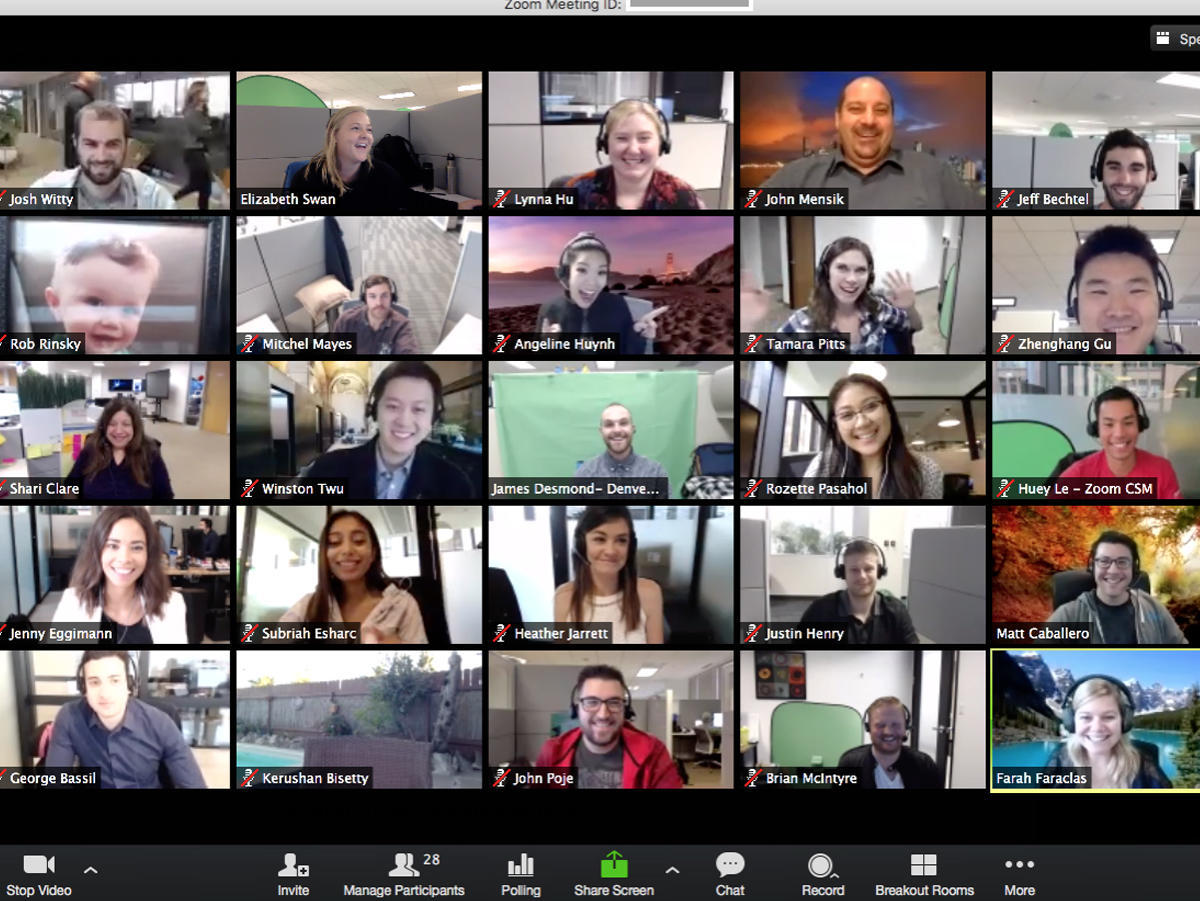 Zoom Meeting ID:
Spe
Josh Witty
Elizabeth Swan
Lynna Hu
John Mensik
Jeff Bechtel
Rob Rinsky
Mitchel Mayes
Angeline Huynh
Tamara Pitts
Zhenghang Gu
Shari Clare
Winston Twu
James Desmond- Denve...
Rozette Pasahol
Huey Le – Zoom CSM
Jenny Eggimann
Subriah Esharc
Heather Jarrett
Justin Henry
Matt Caballero
George Bassil
Kerushan Bisetty
John Poje
Brian McIntyre
Farah Faraclas
28
Stop Video
Invite
Manage Participants
Polling
Share Screen
Chat
Record
Breakout Rooms
More